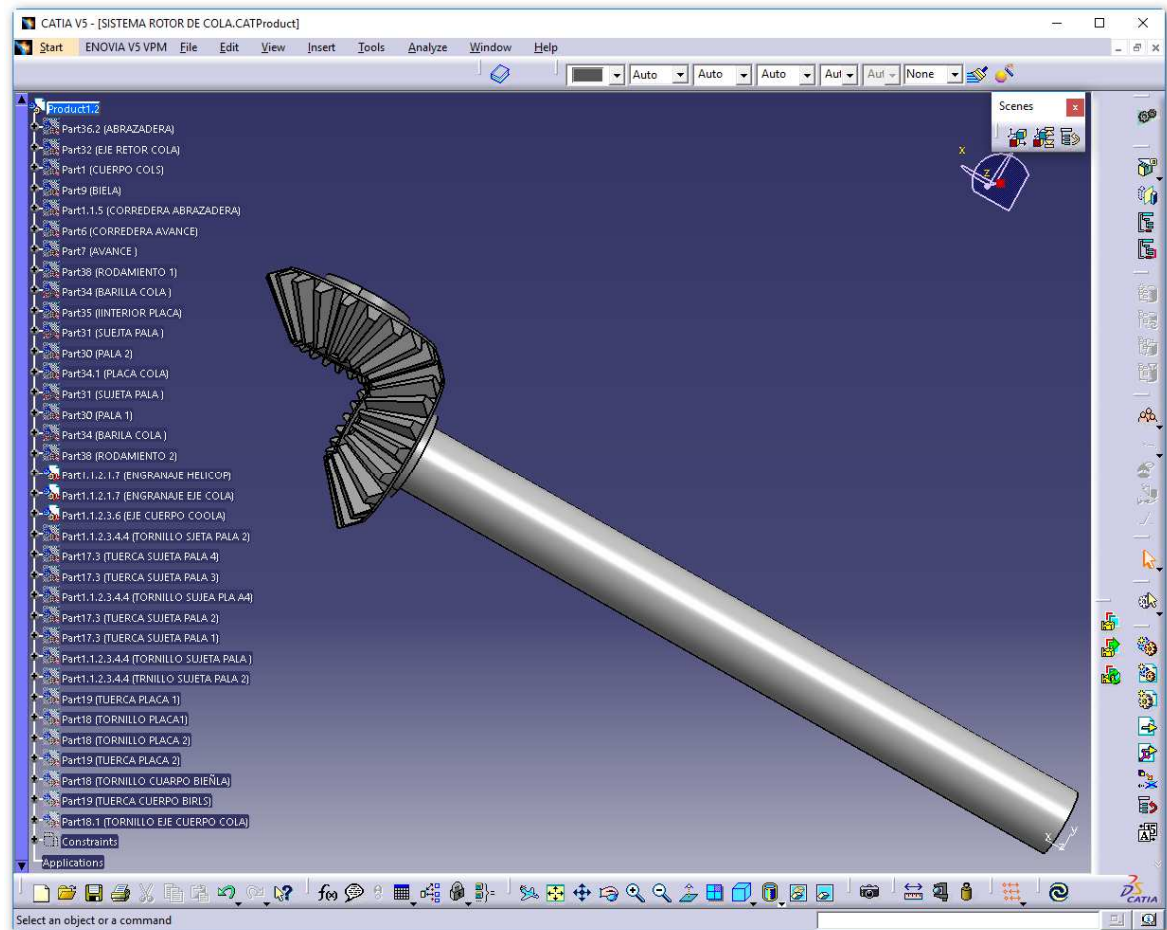 CATIA V5 - [SISTEMA ROTOR DE COLA.CATProduct]
Start ENOVIA V5 VPM File Edit View Insert Tools Analyze Window Help
Auto Auto Auto Aut Aut None
Scenes
Product1.2
Part36.2 (ABRAZADERA)
Part32 (EJE RETOR COLA)
Part1 (CUERPO COLS)
Part9 (BIELA)
Part1.1.5 (CORREDERA ABRAZADERA)
Part6 (CORREDERA AVANCE)
Part7 (AVANCE )
Part38 (RODAMIENTO 1)
Part34 (BARILLA COLA )
Part35 (IINTERIOR PLACA)
Part31 (SUEJTA PALA )
Part30 (PALA 2)
Part34.1 (PLACA COLA)
Part31 (SUJETA PALA )
Part30 (PALA 1)
Part34 (BARILA COLA )
Part38 (RODAMIENTO 2)
Part1.1.2.1.7 (ENGRANAJE HELICOP)
Part1.1.2.1.7 (ENGRANAJE EJE COLA)
Part1.1.2.3.6 (EJE CUERPO COOLA)
Part1.1.2.3.4.4 (TORNILLO SJETA PALA 2)
Part17.3 (TUERCA SUJETA PALA 4)
Part17.3 (TUERCA SUJETA PALA 3)
Part1.1.2.3.4.4 (TORNILLO SUJEA PLA A4)
Part17.3 (TUERCA SUJETA PALA 2)
Part17.3 (TUERCA SUJETA PALA 1)
Part1.1.2.3.4.4 (TORNILLO SUJETA PALA )
Part1.1.2.3.4.4 (TRNILLO SUJETA PALA 2)
Part19 (TUERCA PLACA 1)
Part18 (TORNILLO PLACA1)
Part18 (TORNILLO PLACA 2)
Part19 (TUERCA PLACA 2)
Part18 (TORNILLO CUARPO BIEÑLA)
Part19 (TUERCA CUERPO BIRLS)
Part18.1 (TORNILLO EJE CUERPO COLA)
Constraints
Applications
x
z
x
y
z
f(x)
CATIA
Select an object or a command